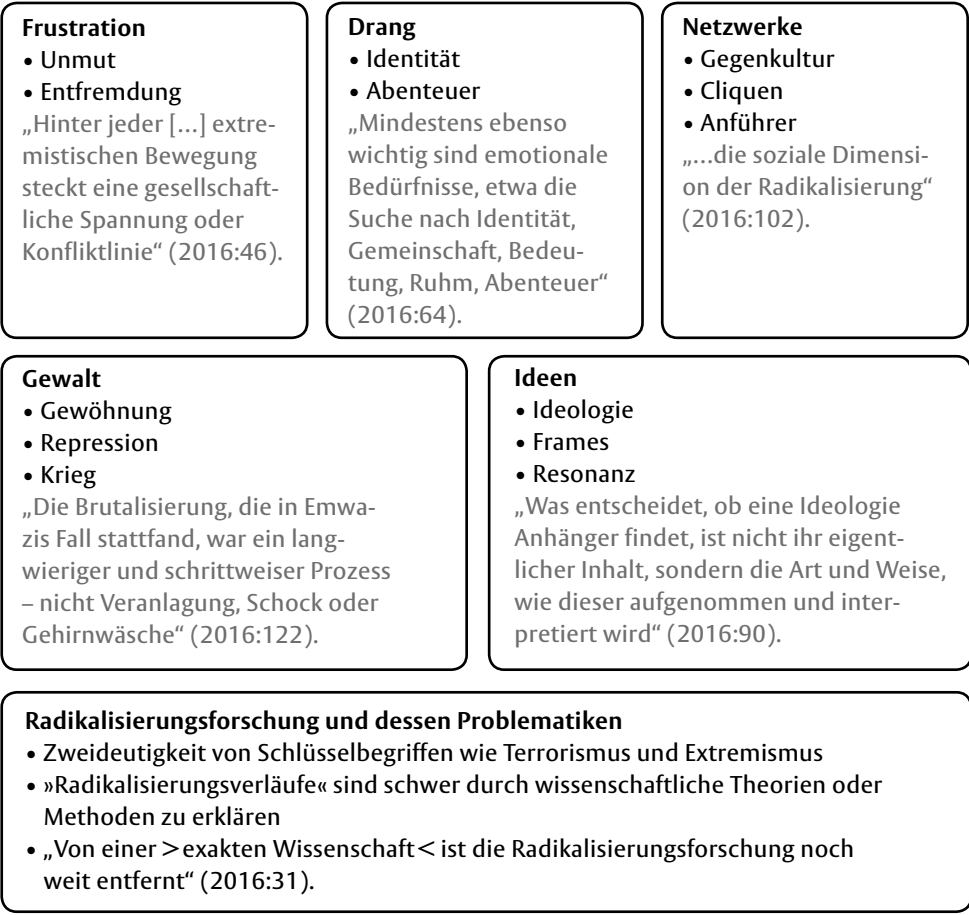 Frustration
• Unmut
• Entfremdung
„Hinter jeder […] extre-
mistischen Bewegung
steckt eine gesellschaft-
liche Spannung oder
Konfliktlinie“ (2016:46).
Drang
• Identität
• Abenteuer
„Mindestens ebenso
wichtig sind emotionale
Bedürfnisse, etwa die
Suche nach Identität,
Gemeinschaft, Bedeu-
tung, Ruhm, Abenteuer“
(2016:64).
Netzwerke
• Gegenkultur
• Cliquen
• Anführer
„…die soziale Dimensi-
on der Radikalisierung“
(2016:102).
Gewalt
• Gewöhnung
• Repression
• Krieg
„Die Brutalisierung, die in Emwa-
zis Fall stattfand, war ein lang-
wieriger und schrittweiser Prozess
– nicht Veranlagung, Schock oder
Gehirnwäsche“ (2016:122).
Ideen
• Ideologie
• Frames
• Resonanz
„Was entscheidet, ob eine Ideologie
Anhänger findet, ist nicht ihr eigent-
licher Inhalt, sondern die Art und Weise,
wie dieser aufgenommen und inter-
pretiert wird“ (2016:90).
Radikalisierungsforschung und dessen Problematiken
• Zweideutigkeit von Schlüsselbegriffen wie Terrorismus und Extremismus
• »Radikalisierungsverläufe« sind schwer durch wissenschaftliche Theorien oder
Methoden zu erklären
• „Von einer >exakten Wissenschaft< ist die Radikalisierungsforschung noch
weit entfernt“ (2016:31).